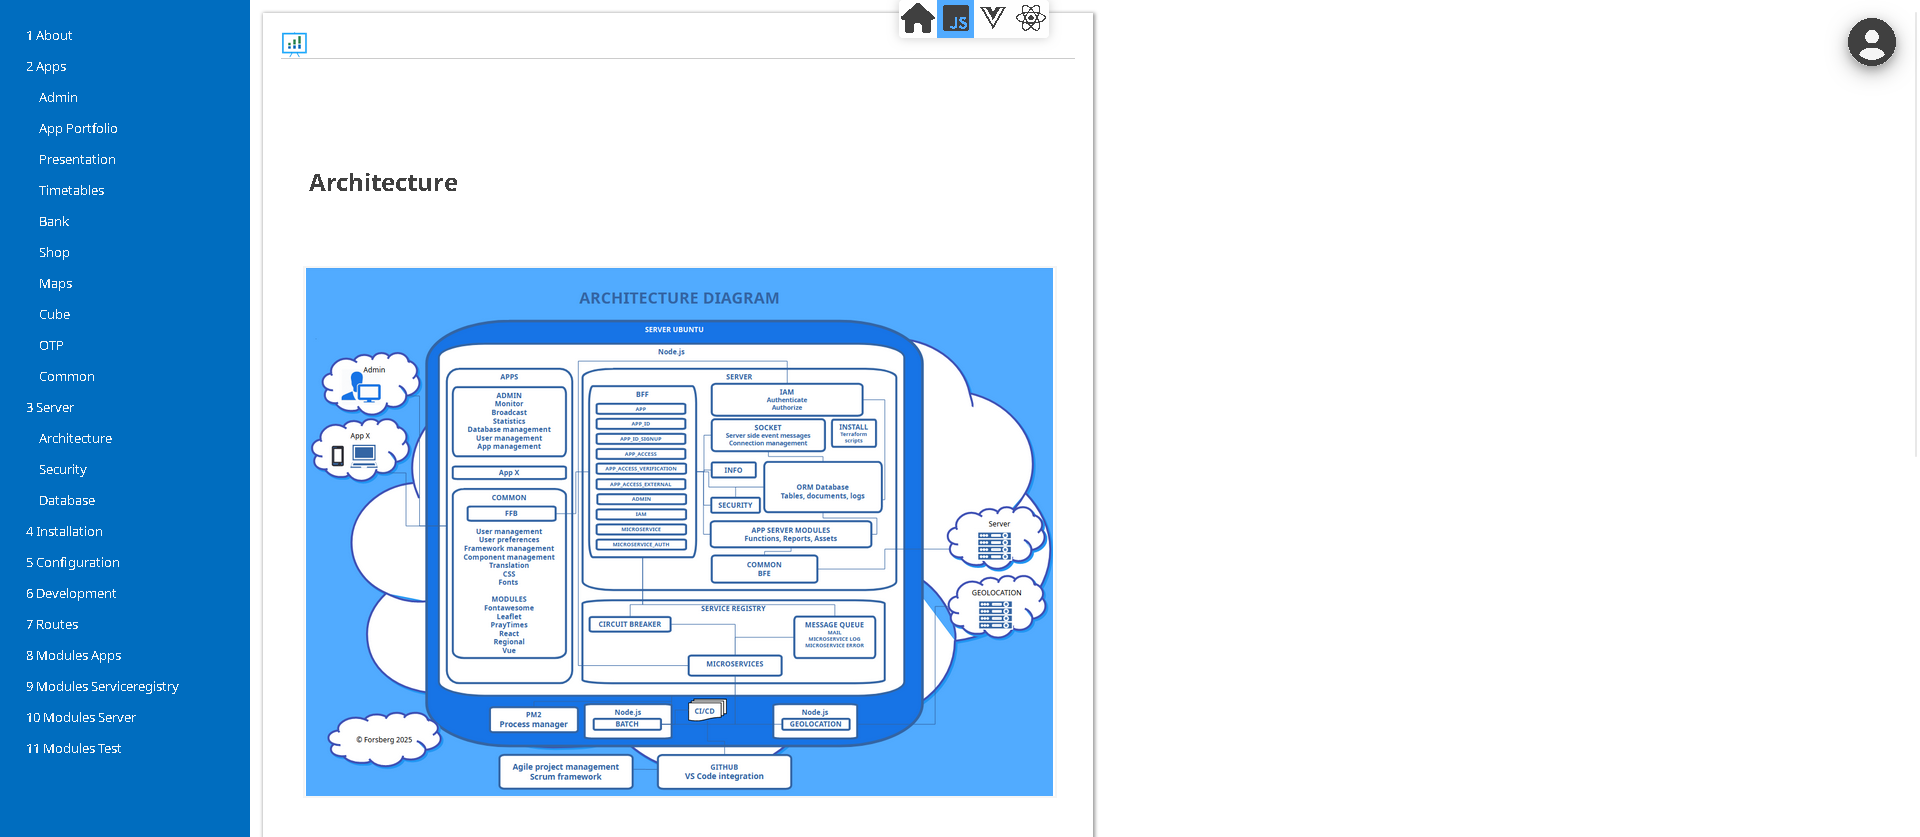 1 About
2 Apps
Admin
App Portfolio
Presentation
Timetables
Bank
Shop
Maps
Cube
OTP
Common
3 Server
Architecture
Security
Database
4 Installation
5 Configuration
6 Development
7 Routes
8 Modules Apps
9 Modules Serviceregistry
10 Modules Server
11 Modules Test
JS
Architecture
ARCHITECTURE DIAGRAM
SERVER UBUNTU
Node.js
Admin
App X
APPS
ADMIN
Monitor
Broadcast
Statistics
Database management
User management
App management
App X
COMMON
FFB
User management
User preferences
Framework management
Component management
Translation
CSS
Fonts
MODULES
Fontawesome
Leaflet
PrayTimes
React
Regional
Vue
SERVER
BFF
APP
APP_ID
APP_ID_SIGNUP
APP_ACCESS
APP_ACCESS_VERIFICATION
APP_ACCESS_EXTERNAL
ADMIN
IAM
MICROSERVICE
MICROSERVICE_AUTH
IAM
Authenticate
Authorize
SOCKET
Server side event messages
Connection management
INSTALL
Terraform
scripts
INFO
ORM Database
Tables, documents, logs
SECURITY
APP SERVER MODULES
Functions, Reports, Assets
COMMON
BFE
SERVICE REGISTRY
CIRCUIT BREAKER
MESSAGE QUEUE
MAIL
MICROSERVICE LOG
MICROSERVICE ERROR
MICROSERVICES
Server
GEOLOCATION
PM2
Process manager
Node.js
BATCH
CI/CD
Node.js
GEOLOCATION
© Forsberg 2025
Agile project management
Scrum framework
GITHUB
VS Code integration